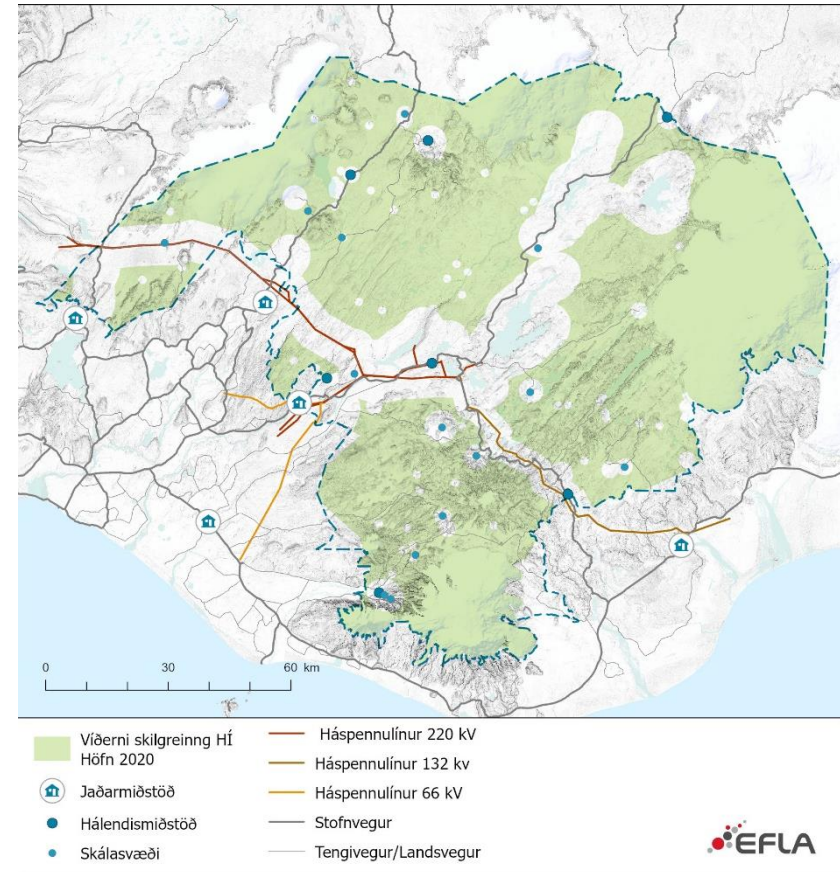 0 30 60 km
Víðerni skilgreinng HÍ
Höfn 2020
Jaðarmiðstöð
Hálendismiðstöð
Skálasvæði
Háspennulínur 220 kV
Háspennulínur 132 kv
Háspennulínur 66 kV
Stofnvegur
Tengivegur/Landsvegur
EFLA